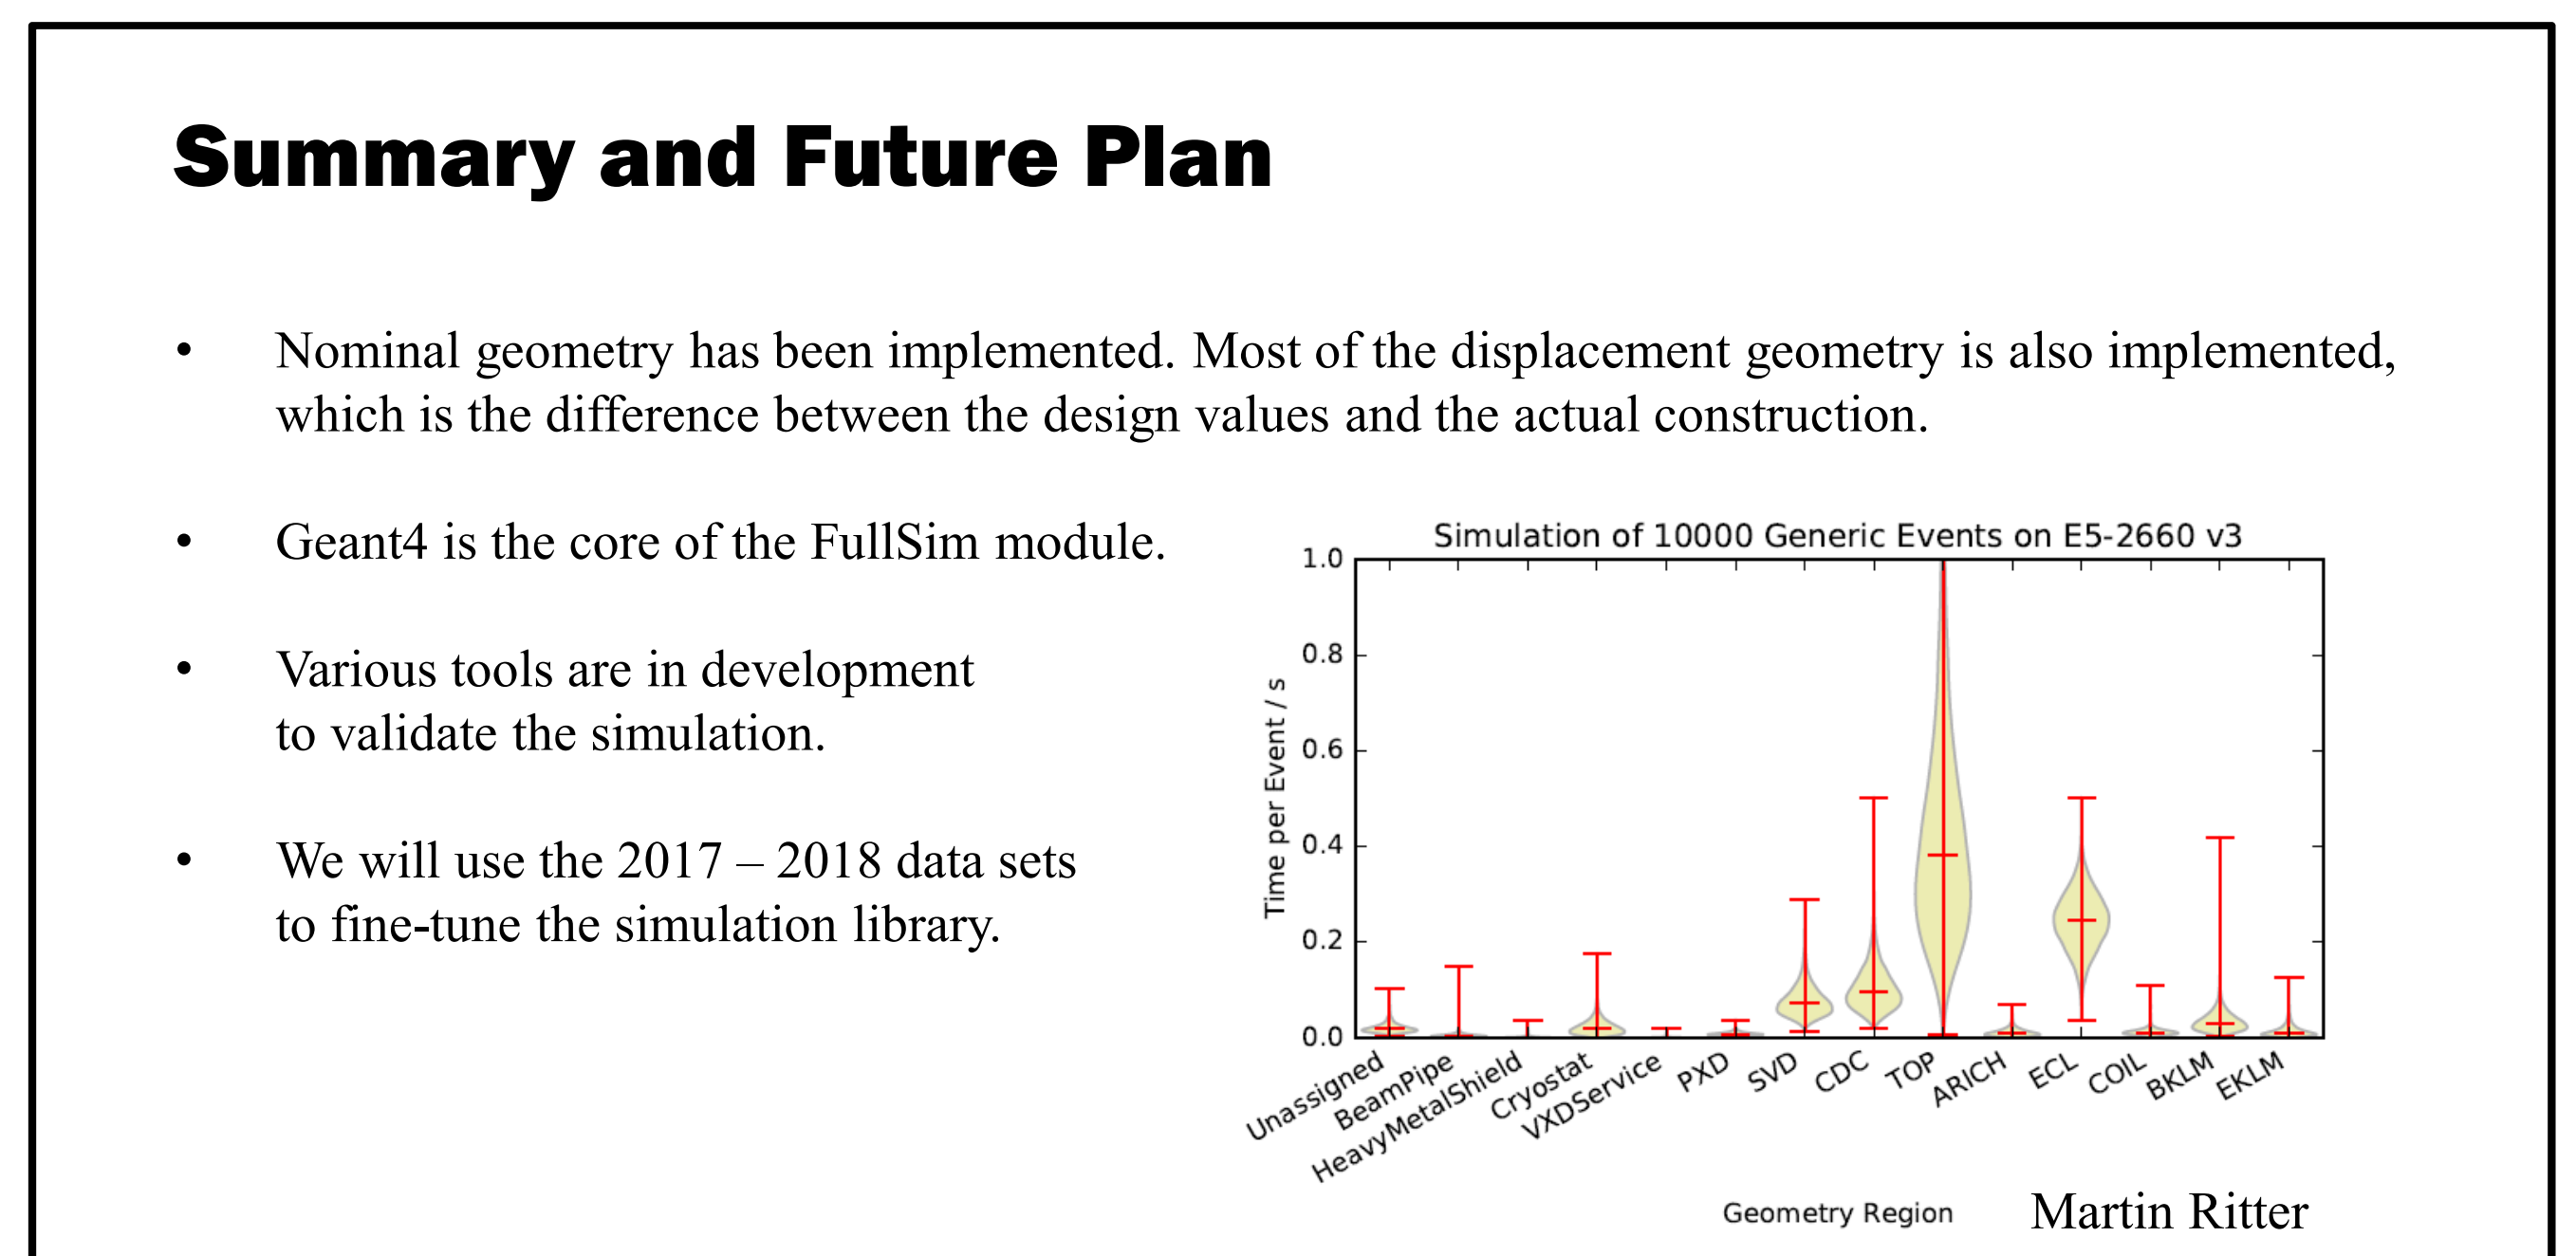 Summary and Future Plan
• Nominal geometry has been implemented. Most of the displacement geometry is also implemented,
which is the difference between the design values and the actual construction.
• Geant4 is the core of the FullSim module.
• Various tools are in development
to validate the simulation.
• We will use the 2017 – 2018 data sets
to fine-tune the simulation library.
Simulation of 10000 Generic Events on E5-2660 v3
Time per Event / s
1.0
0.8
0.6
0.4
0.2
0.0
Unassigned
BeamPipe
HeavyMetalShield
Cryostat
VXDService
PXD
SVD
CDC
TOP
ARICH
ECL
COIL
BKLM
EKLM
Geometry Region
Martin Ritter